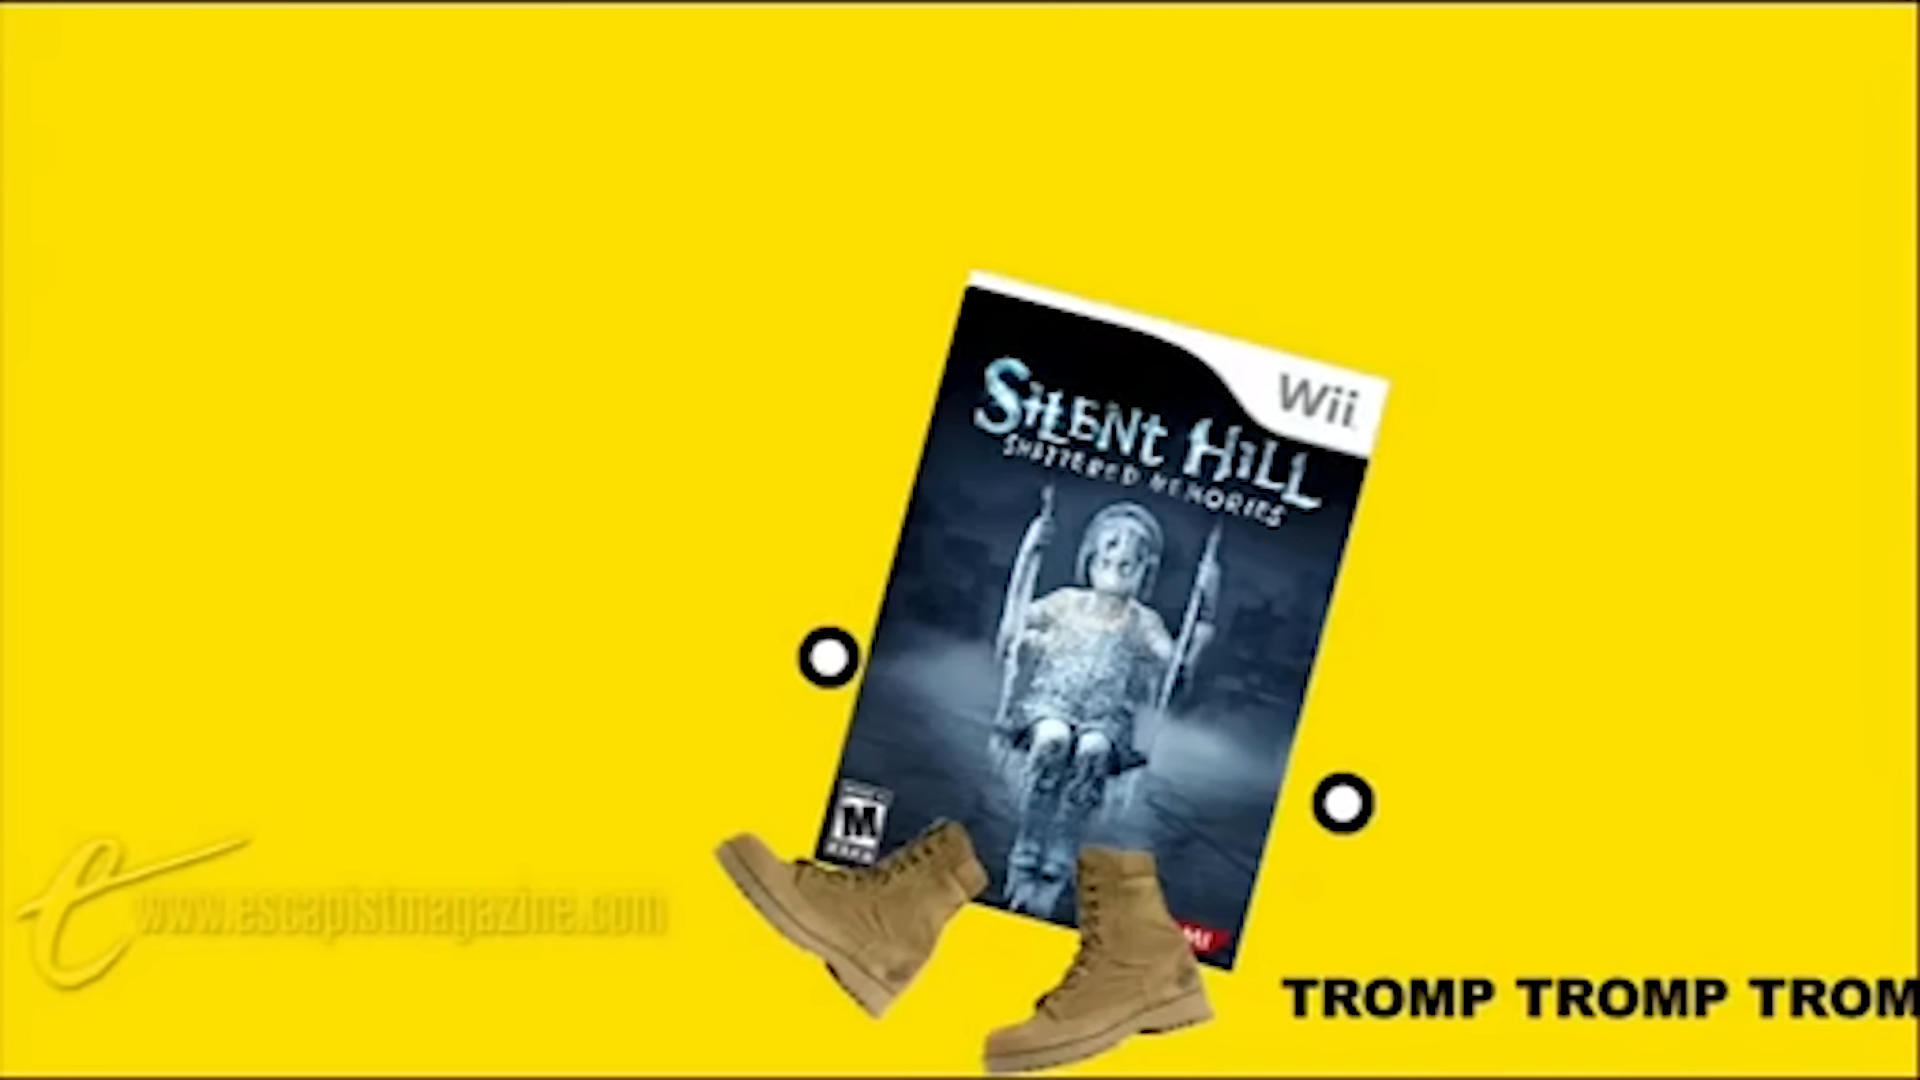 Wii
SILENT HILL
SHATTERED MEMORIES
M
www.escapistmagazine.com
TROMP TROMP TROM